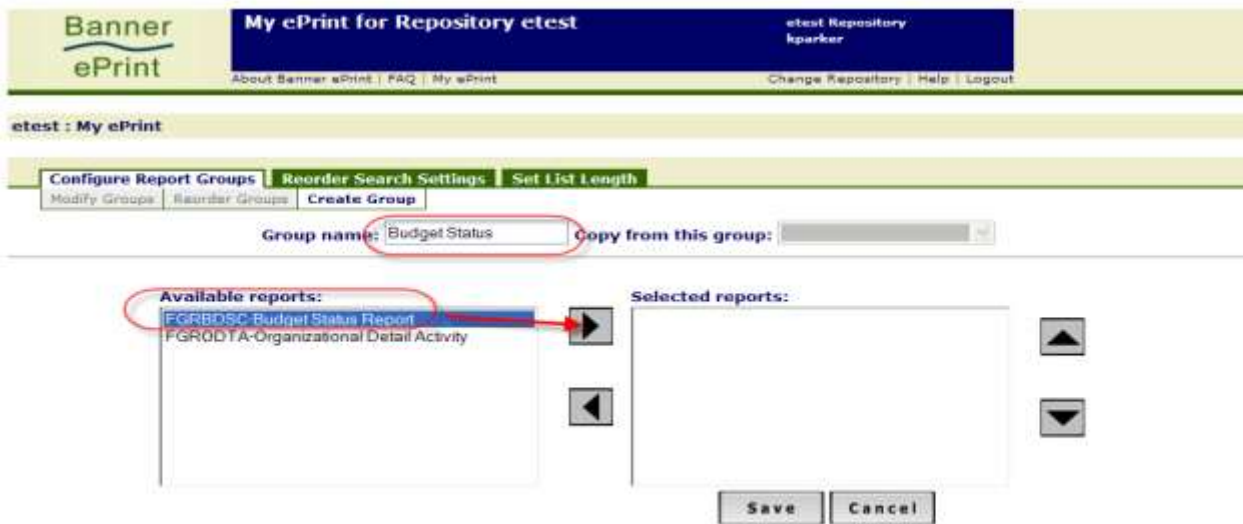 Banner
ePrint
My ePrint for Repository etest
etest Repository
kparker
About Banner ePrint | FAQ | My ePrint
Change Repository | Help | Logout
etest : My ePrint
Configure Report Groups Reorder Search Settings Set List Length
Modify Groups Reorder Groups Create Group
Group name: Budget Status Copy from this group:
Available reports: Selected reports:
FGRBDSC-Budget Status Report
FGRODTA-Organizational Detail Activity
Save Cancel